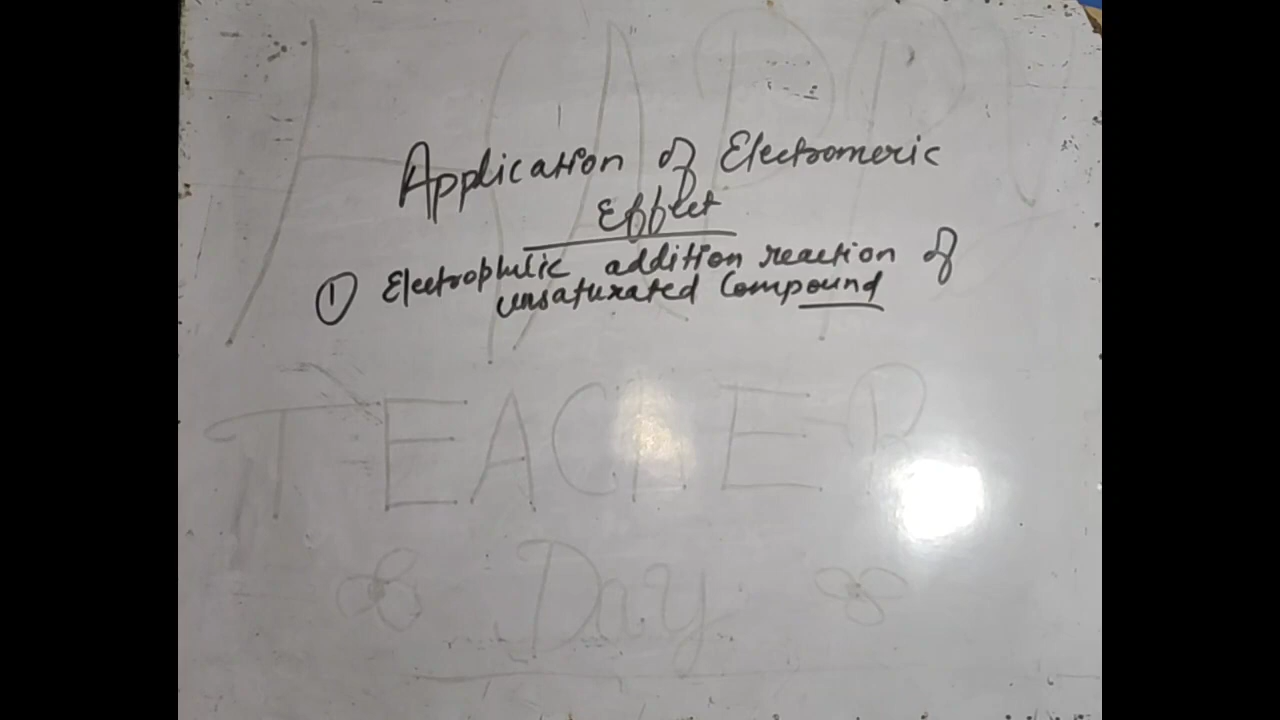 HAPPY
Application of Electromeric
Effect
① Electrophilic addition reaction of
unsaturated Compound
TEACHER
Day